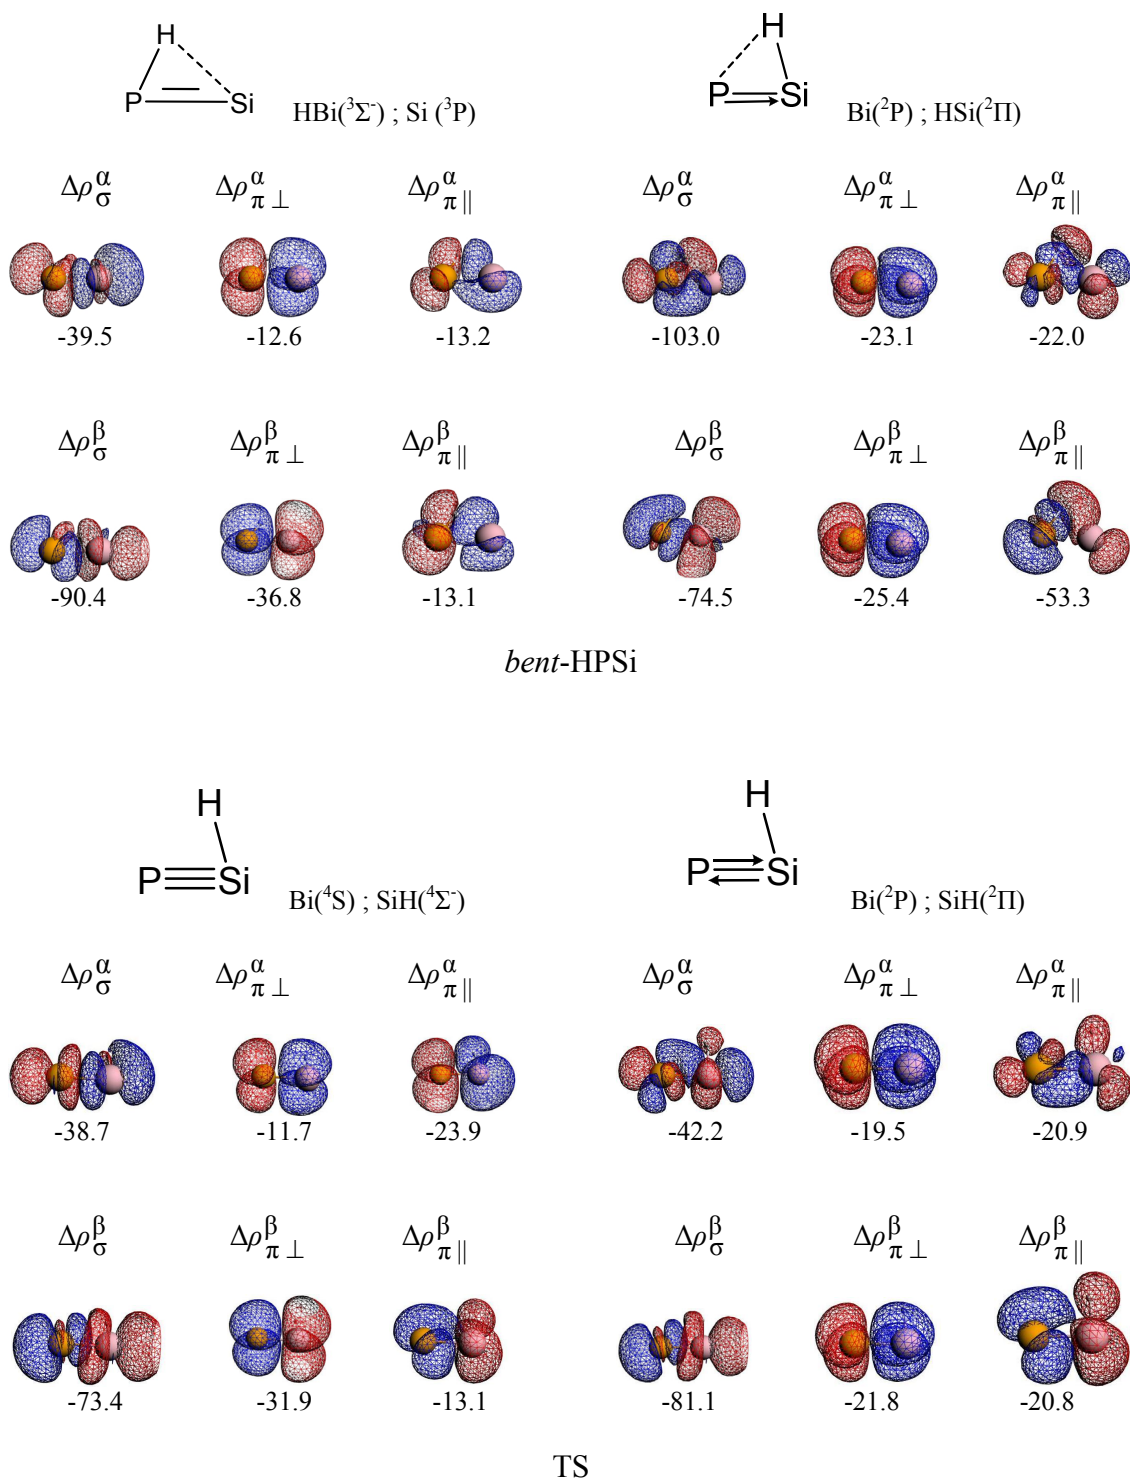 H
P Si
HBi(³Σ⁻) ; Si (³P)
H
P Si
Bi(²P) ; HSi(²Π)
Δρ^α_σ Δρ^α_π⊥ Δρ^α_π|| Δρ^α_σ Δρ^α_π⊥ Δρ^α_π||
-39.5 -12.6 -13.2 -103.0 -23.1 -22.0
Δρ^β_σ Δρ^β_π⊥ Δρ^β_π|| Δρ^β_σ Δρ^β_π⊥ Δρ^β_π||
-90.4 -36.8 -13.1 -74.5 -25.4 -53.3
bent-HPSi
H
P Si
Bi(⁴S) ; SiH(⁴Σ⁻)
H
P Si
Bi(²P) ; SiH(²Π)
Δρ^α_σ Δρ^α_π⊥ Δρ^α_π|| Δρ^α_σ Δρ^α_π⊥ Δρ^α_π||
-38.7 -11.7 -23.9 -42.2 -19.5 -20.9
Δρ^β_σ Δρ^β_π⊥ Δρ^β_π|| Δρ^β_σ Δρ^β_π⊥ Δρ^β_π||
-73.4 -31.9 -13.1 -81.1 -21.8 -20.8
TS